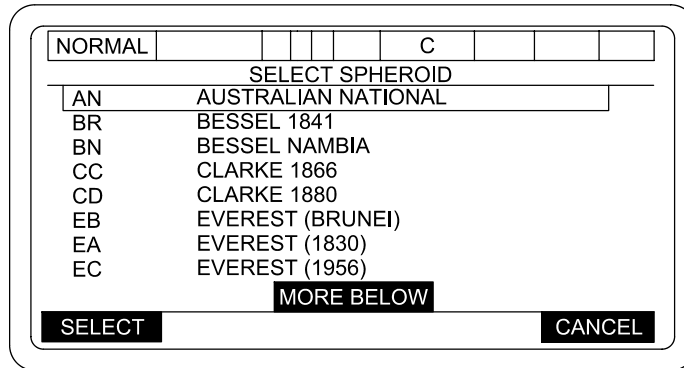 NORMAL C
SELECT SPHEROID
AN AUSTRALIAN NATIONAL
BR BESSEL 1841
BN BESSEL NAMBIA
CC CLARKE 1866
CD CLARKE 1880
EB EVEREST (BRUNEI)
EA EVEREST (1830)
EC EVEREST (1956)
MORE BELOW
SELECT CANCEL